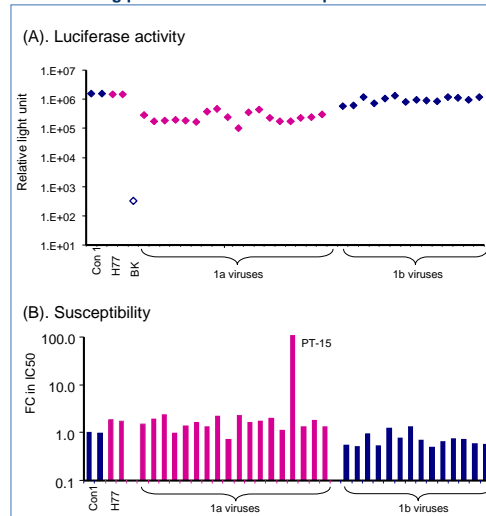 (A). Luciferase activity
Relative light unit
1.E+07
1.E+06
1.E+05
1.E+04
1.E+03
1.E+02
1.E+01
Con 1
H77
BK
1a viruses
1b viruses
(B). Susceptibility
FC in IC50
100.0
10.0
1.0
0.1
PT-15
Con1
H77
1a viruses
1b viruses